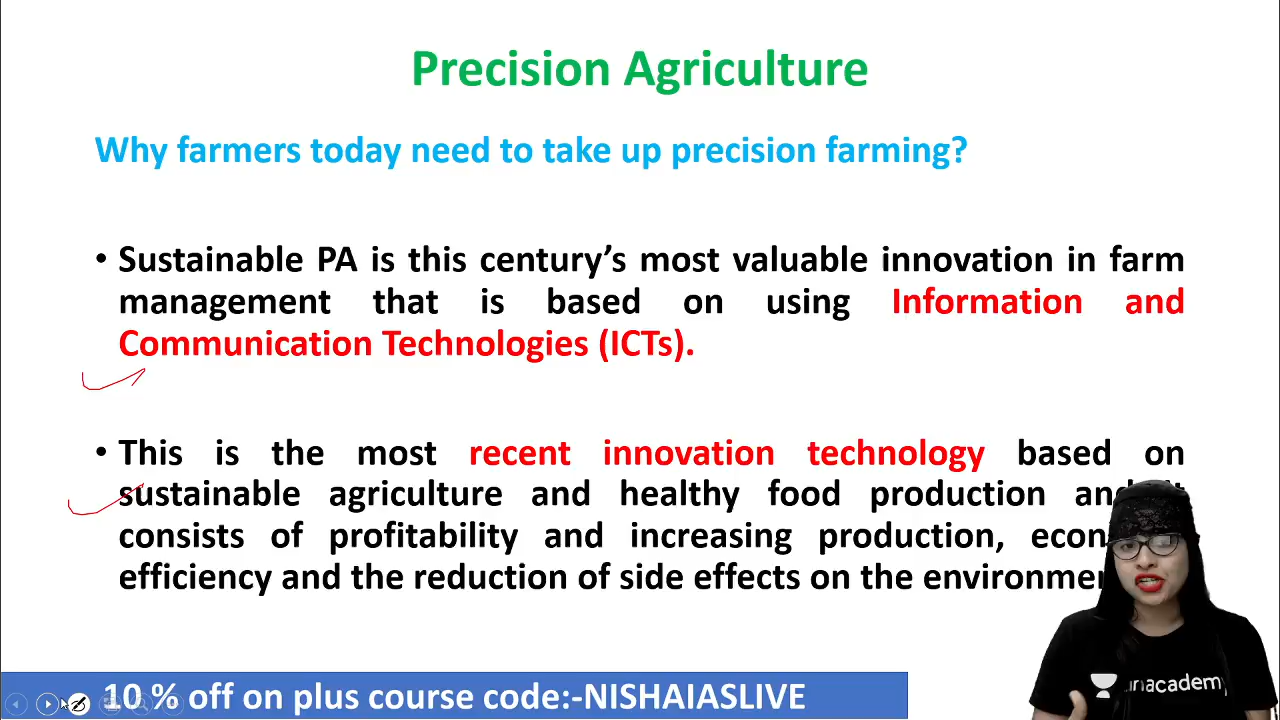 Precision Agriculture
Why farmers today need to take up precision farming?
• Sustainable PA is this century’s most valuable innovation in farm
management that is based on using Information and
Communication Technologies (ICTs).
• This is the most recent innovation technology based on
sustainable agriculture and healthy food production and
consists of profitability and increasing production,
efficiency and the reduction of side effects on the
unacademy
10 % off on plus course code:-NISHAIASLIVE